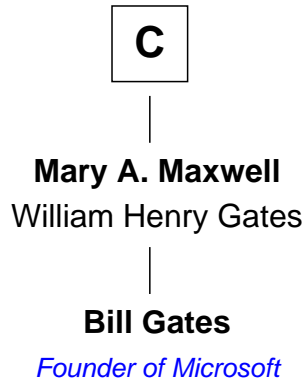 C
Mary A. Maxwell
William Henry Gates
Bill Gates
Founder of Microsoft